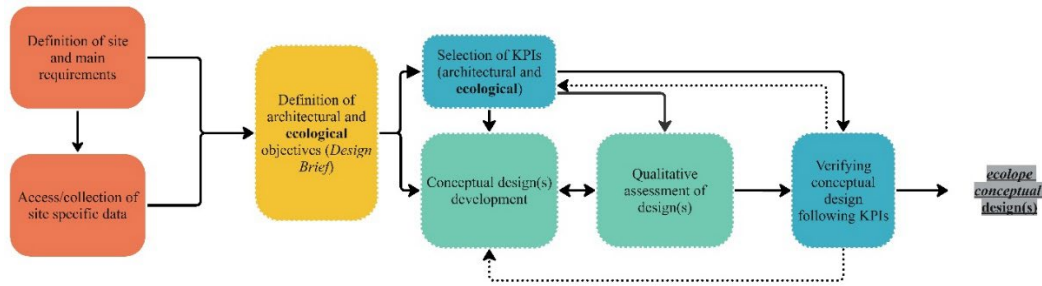 Definition of site
and main
requirements
Access/collection of
site specific data
Definition of
architectural and
ecological
objectives (Design
Brief)
Selection of KPIs
(architectural and
ecological)
Conceptual design(s)
development
Qualitative
assessment of
design(s)
Verifying
conceptual
design
following KPIs
ecolope
conceptual
design(s)